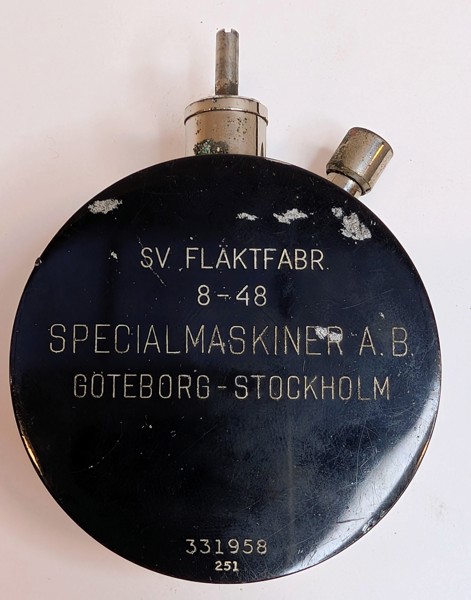 SV. FLÄKTFABR.
8-48
SPECIALMASKINER A.B.
GÖTEBORG-STOCKHOLM
331958
251